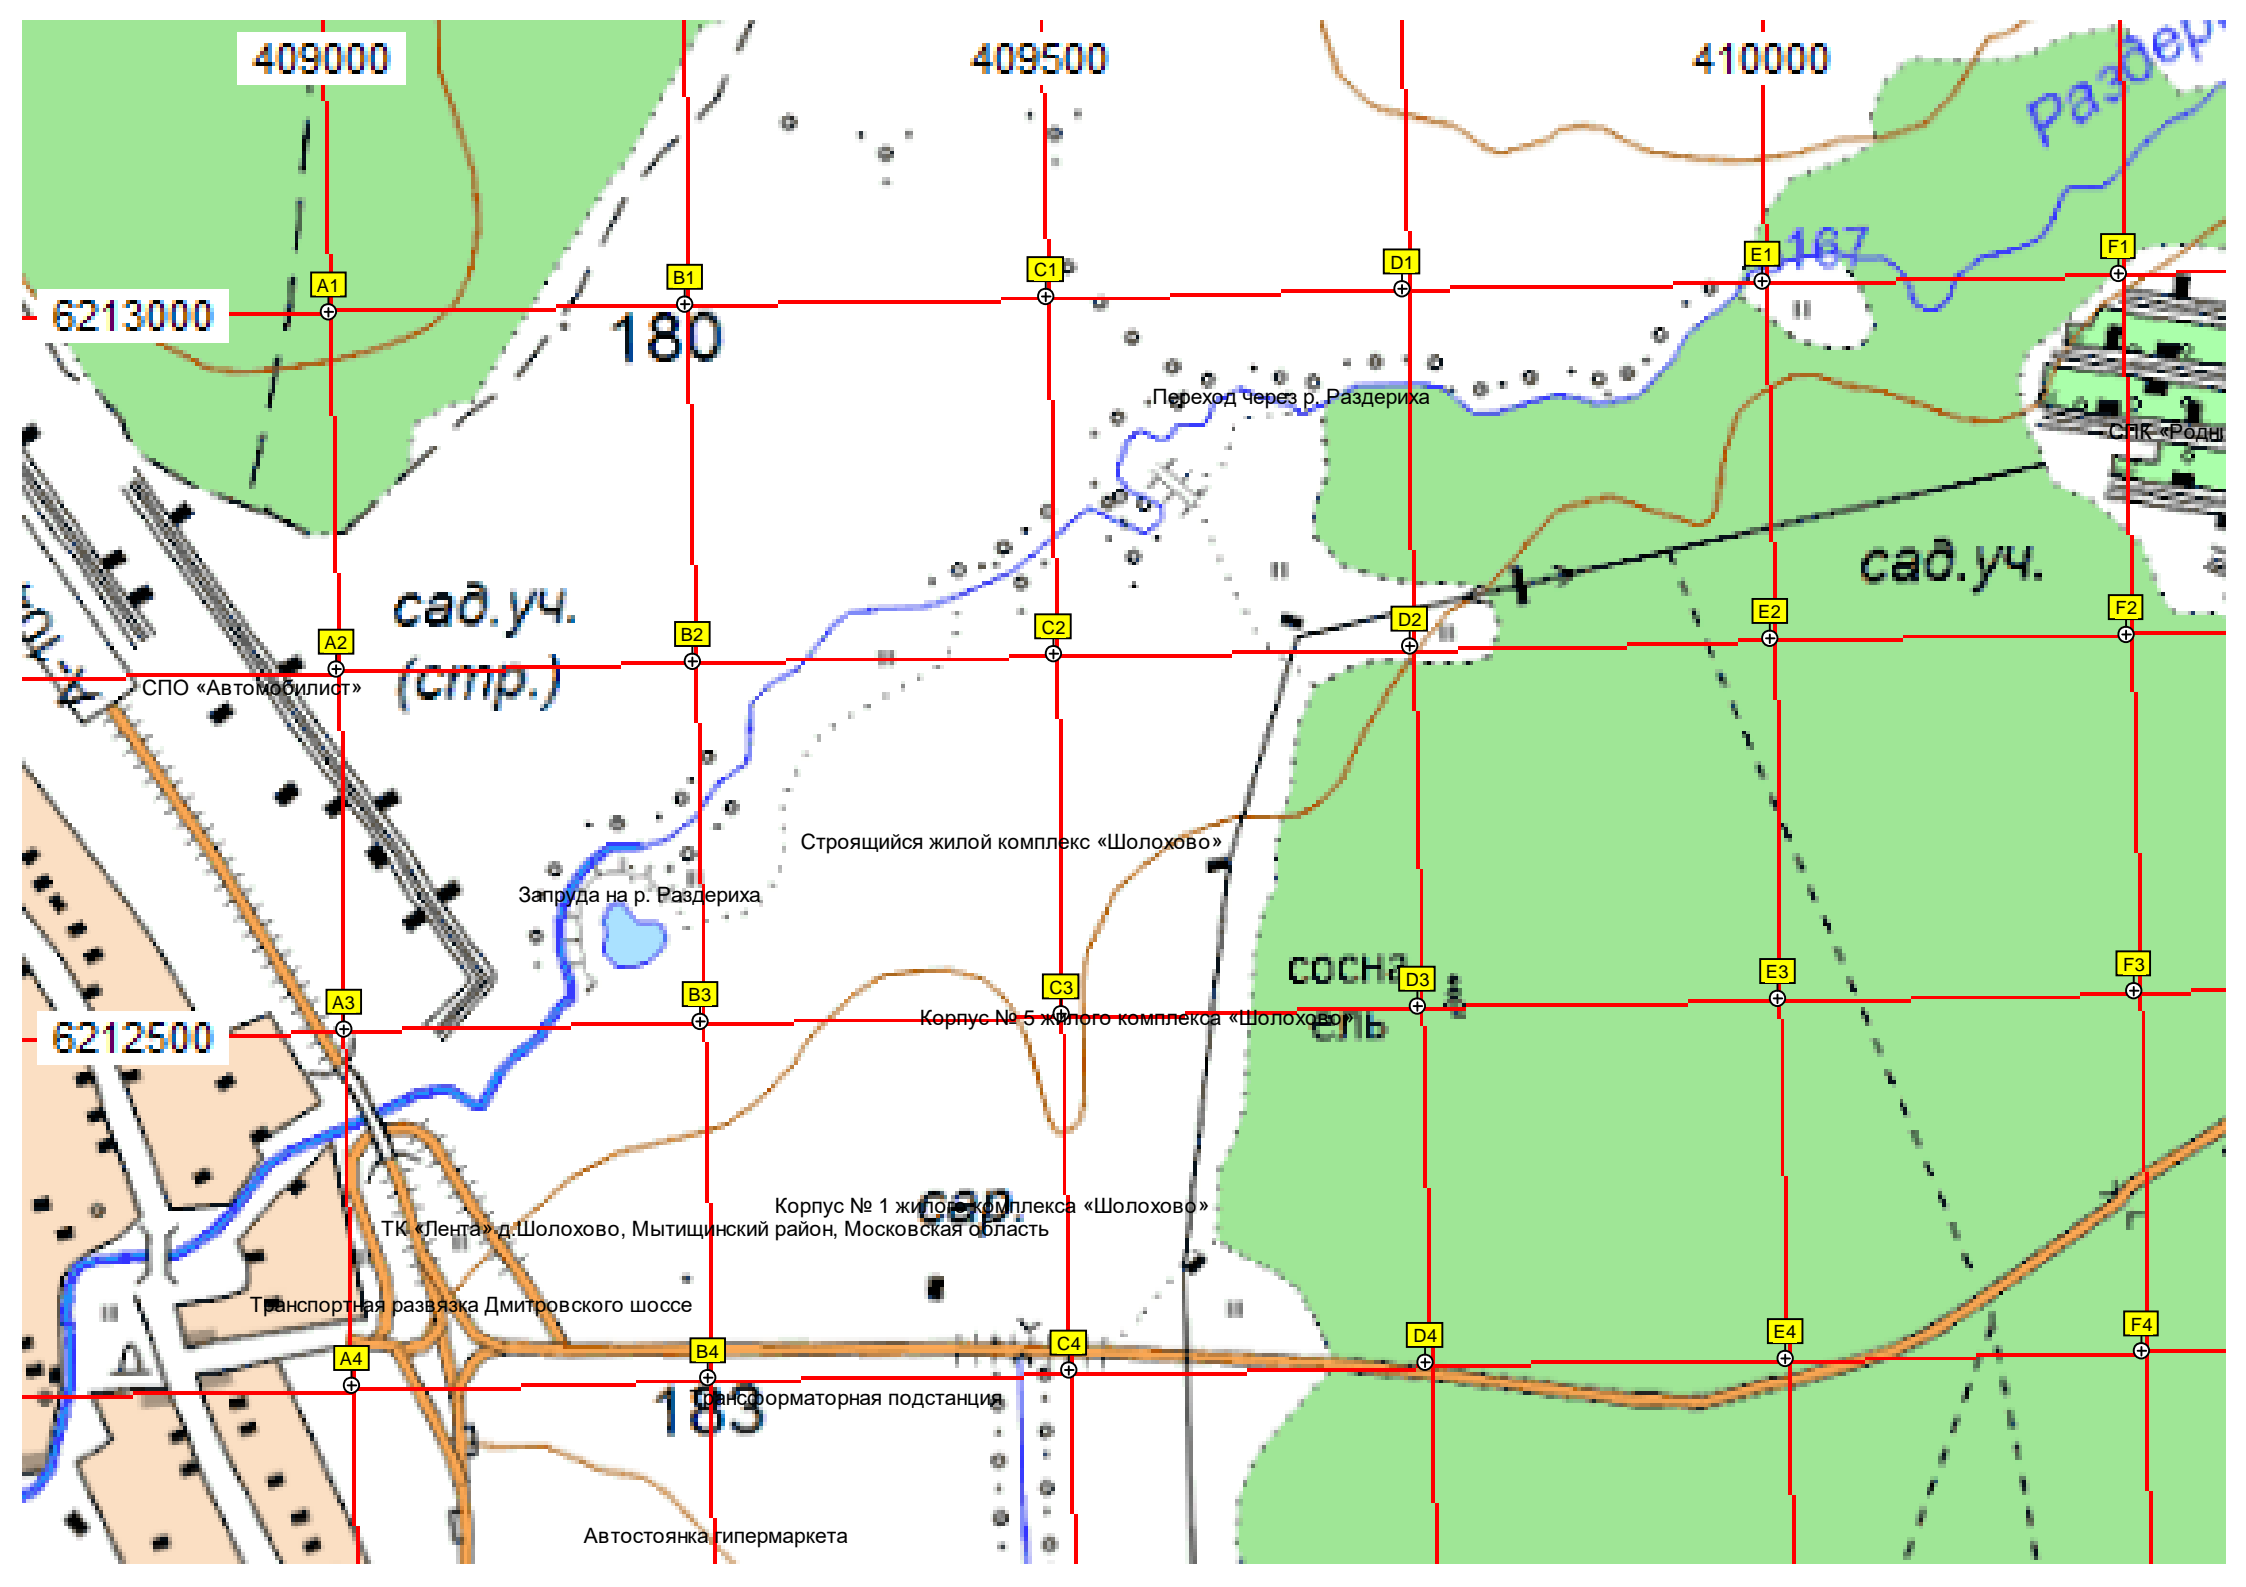 409000
409500
410000
Раздер
167
A1
B1
C1
D1
E1
F1
6213000
180
Переход через р. Раздериха
СПК «Родн
сад.уч.
сад.уч.
(стр.)
A2
B2
C2
D2
E2
F2
СПО «Автомобилист»
Строящийся жилой комплекс «Шолохово»
Запруда на р. Раздериха
сосна
ель
A3
B3
C3
D3
E3
F3
Корпус № 5 жилого комплекса «Шолохово»
6212500
сар.
Корпус № 1 жилого комплекса «Шолохово»
ТК «Лента» д.Шолохово, Мытищинский район, Московская область
Транспортная развязка Дмитровского шоссе
A4
B4
C4
D4
E4
F4
183
Трансформаторная подстанция
Автостоянка гипермаркета